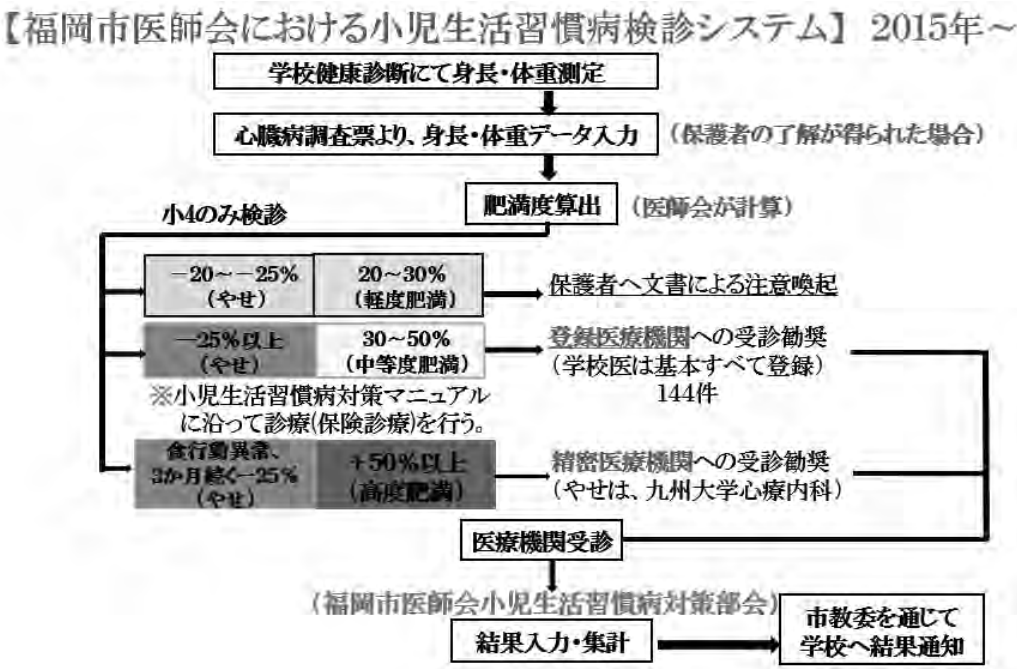 【福岡市医師会における小児生活習慣病検診システム】 2015年～
学校健康診断にて身長・体重測定
心臓病調査票より、身長・体重データ入力
（保護者の了解が得られた場合）
肥満度算出
（医師会が計算）
小4のみ検診
－20～－25%
（やせ）
20～30%
（軽度肥満）
保護者へ文書による注意喚起
－25%以上
（やせ）
30～50%
（中等度肥満）
登録医療機関への受診勧奨
（学校医は基本すべて登録）
144件
※小児生活習慣病対策マニュアル
に沿って診療(保険診療)を行う。
食行動異常、
3か月続く－25%
（やせ）
＋50%以上
（高度肥満）
精密医療機関への受診勧奨
（やせは、九州大学心療内科）
医療機関受診
（福岡市医師会小児生活習慣病対策部会）
結果入力・集計
市教委を通じて
学校へ結果通知